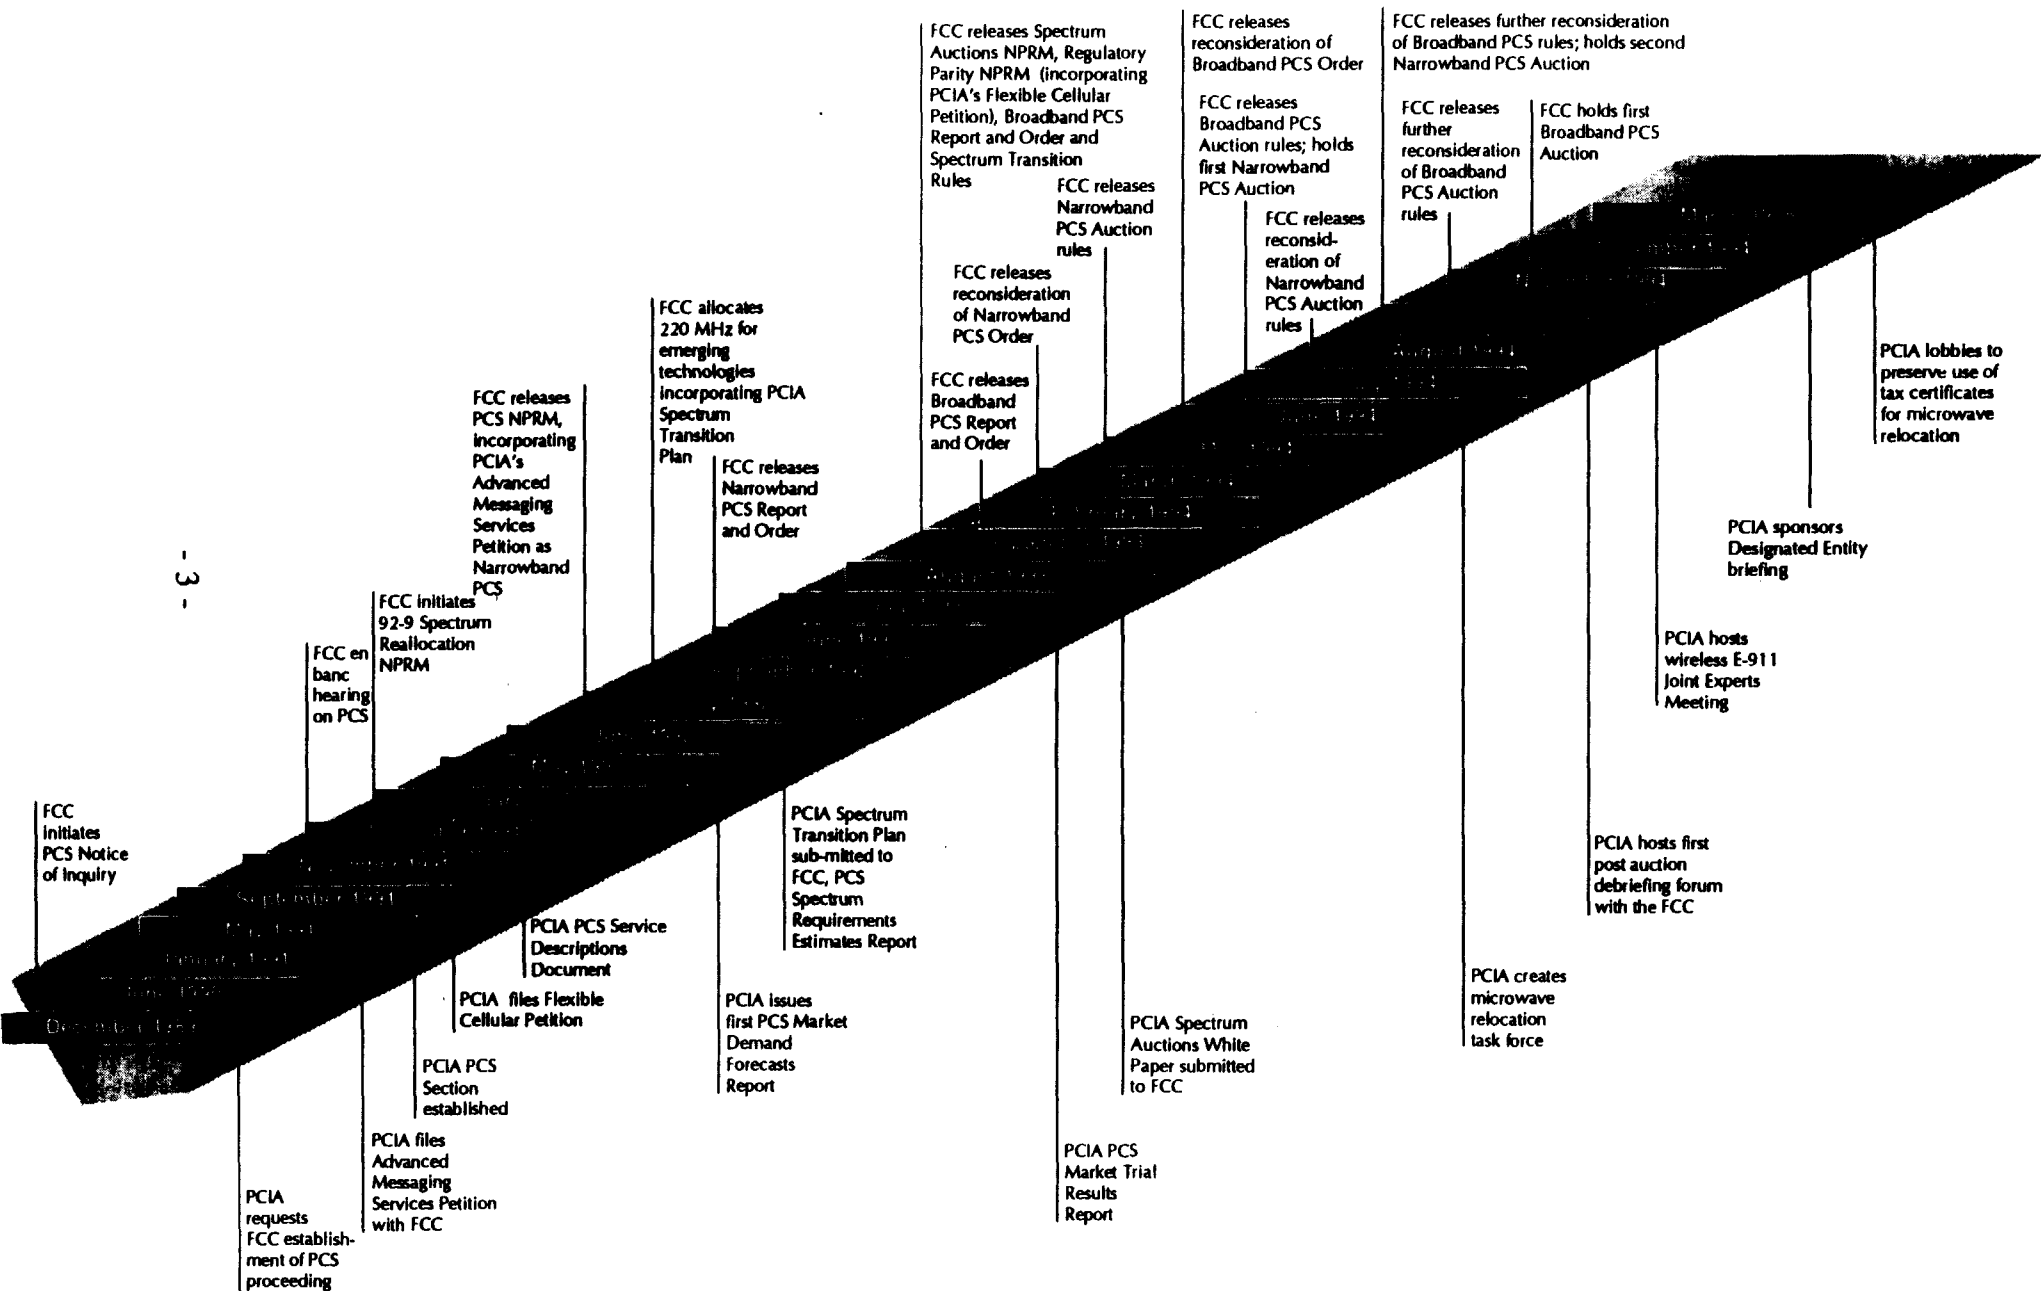 FCC
initiates
PCS Notice
of Inquiry
FCC en
banc
hearing
on PCS
FCC initiates
92-9 Spectrum
Reallocation
NPRM
FCC releases
PCS NPRM,
incorporating
PCIA's
Advanced
Messaging
Services
Petition as
Narrowband
PCS
FCC allocates
220 MHz for
emerging
technologies
incorporating PCIA
Spectrum
Transition
Plan
FCC releases
Narrowband
PCS Report
and Order
FCC releases Spectrum
Auctions NPRM, Regulatory
Parity NPRM (incorporating
PCIA's Flexible Cellular
Petition), Broadband PCS
Report and Order and
Spectrum Transition
Rules
FCC releases
Broadband
PCS Report
and Order
FCC releases
reconsideration
of Narrowband
PCS Order
FCC releases
Narrowband
PCS Auction
rules
FCC releases
reconsideration of
Broadband PCS Order
FCC releases
Broadband PCS
Auction rules; holds
first Narrowband
PCS Auction
FCC releases
reconsid-
eration of
Narrowband
PCS Auction
rules
FCC releases further reconsideration
of Broadband PCS rules; holds second
Narrowband PCS Auction
FCC releases
further
reconsideration
of Broadband
PCS Auction
rules
FCC holds first
Broadband PCS
Auction
- 3 -
September 1991
May 1991
January 1991
June 1990
December 1989
August 1994
PCIA
requests
FCC establish-
ment of PCS
proceeding
PCIA files
Advanced
Messaging
Services Petition
with FCC
PCIA PCS
Section
established
PCIA files Flexible
Cellular Petition
PCIA PCS Service
Descriptions
Document
PCIA issues
first PCS Market
Demand
Forecasts
Report
PCIA Spectrum
Transition Plan
sub-mitted to
FCC, PCS
Spectrum
Requirements
Estimates Report
PCIA PCS
Market Trial
Results
Report
PCIA Spectrum
Auctions White
Paper submitted
to FCC
PCIA creates
microwave
relocation
task force
PCIA hosts first
post auction
debriefing forum
with the FCC
PCIA hosts
wireless E-911
Joint Experts
Meeting
PCIA sponsors
Designated Entity
briefing
PCIA lobbies to
preserve use of
tax certificates
for microwave
relocation